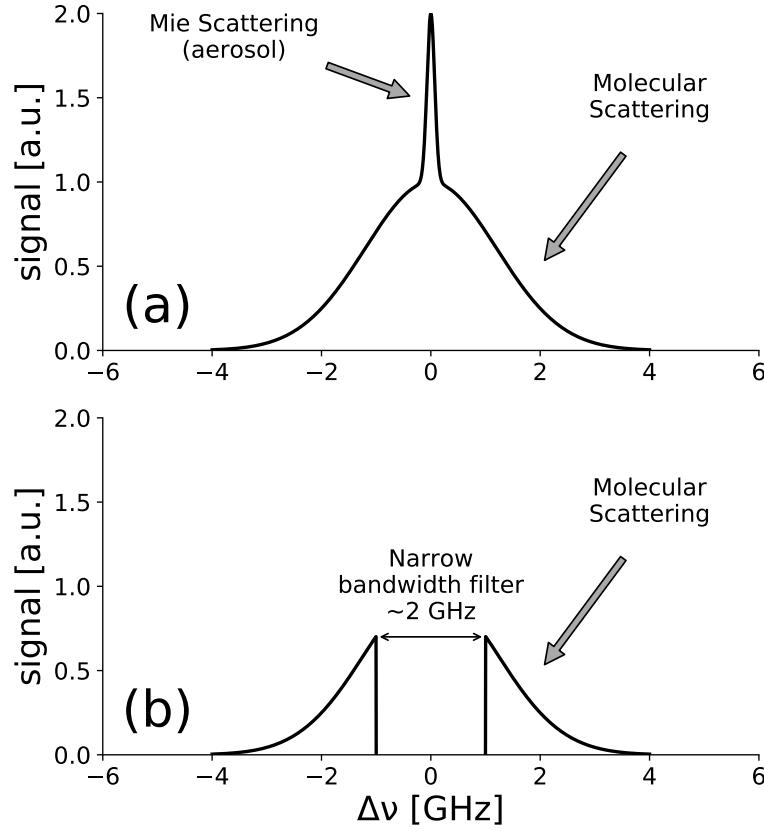 2.0
Mie Scattering
(aerosol)
Molecular
Scattering
1.5
1.0
0.5
0.0
signal [a.u.]
(a)
−6 −4 −2 0 2 4 6
2.0
1.5
1.0
0.5
0.0
signal [a.u.]
Molecular
Scattering
Narrow
bandwidth filter
~2 GHz
(b)
−6 −4 −2 0 2 4 6
Δν [GHz]